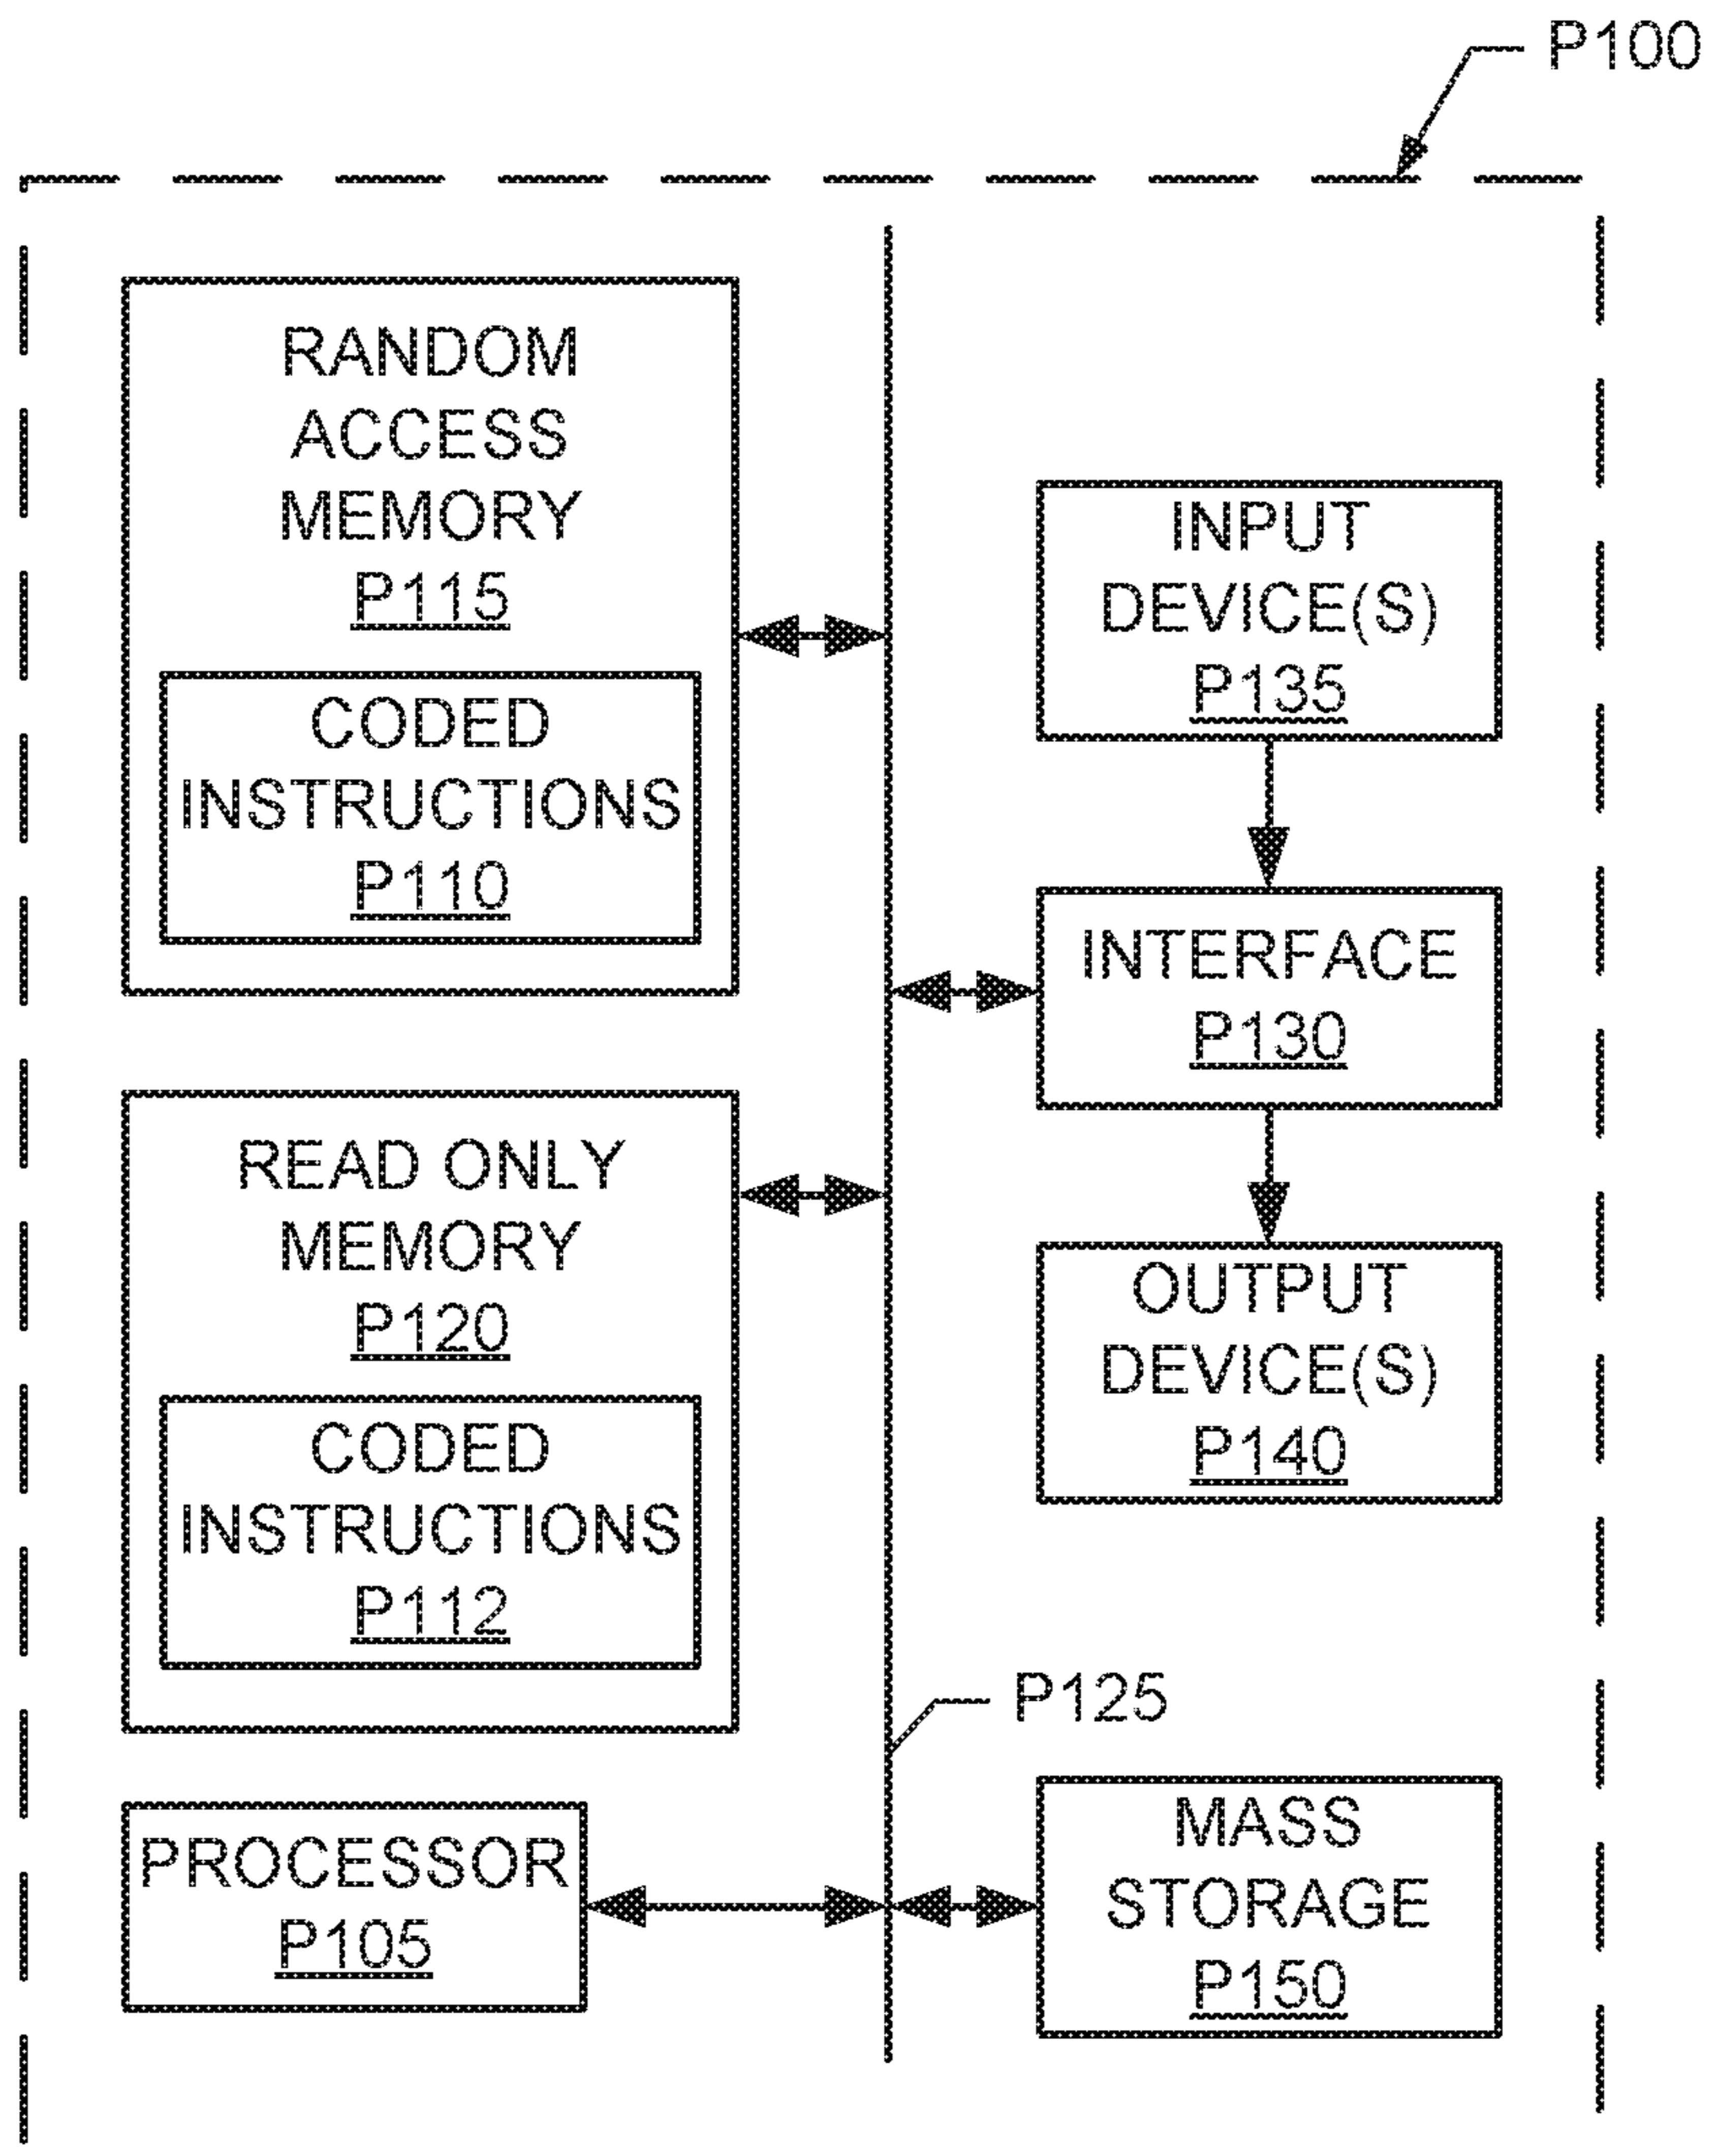 P100
RANDOM
ACCESS
MEMORY
P115
CODED
INSTRUCTIONS
P110
READ ONLY
MEMORY
P120
CODED
INSTRUCTIONS
P112
PROCESSOR
P105
INPUT
DEVICE(S)
P135
INTERFACE
P130
OUTPUT
DEVICE(S)
P140
P125
MASS
STORAGE
P150